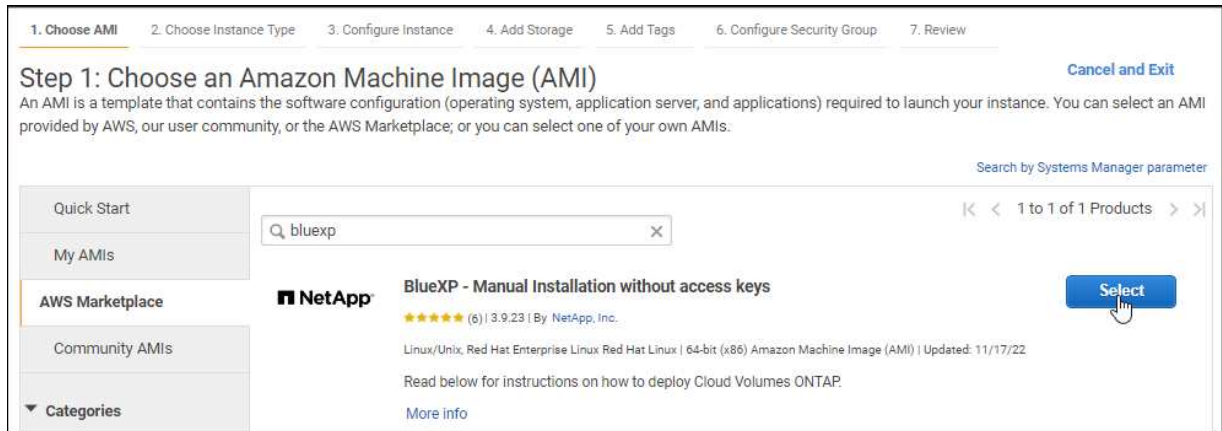 1. Choose AMI 2. Choose Instance Type 3. Configure Instance 4. Add Storage 5. Add Tags 6. Configure Security Group 7. Review
Step 1: Choose an Amazon Machine Image (AMI)
Cancel and Exit
An AMI is a template that contains the software configuration (operating system, application server, and applications) required to launch your instance. You can select an AMI
provided by AWS, our user community, or the AWS Marketplace; or you can select one of your own AMIs.
Search by Systems Manager parameter
Quick Start
My AMIs
AWS Marketplace
Community AMIs
Categories
bluexp
1 to 1 of 1 Products
NetApp
BlueXP - Manual Installation without access keys
(6) | 3.9.23 | By NetApp, Inc.
Linux/Unix, Red Hat Enterprise Linux Red Hat Linux | 64-bit (x86) Amazon Machine Image (AMI) | Updated: 11/17/22
Read below for instructions on how to deploy Cloud Volumes ONTAP.
More info
Select